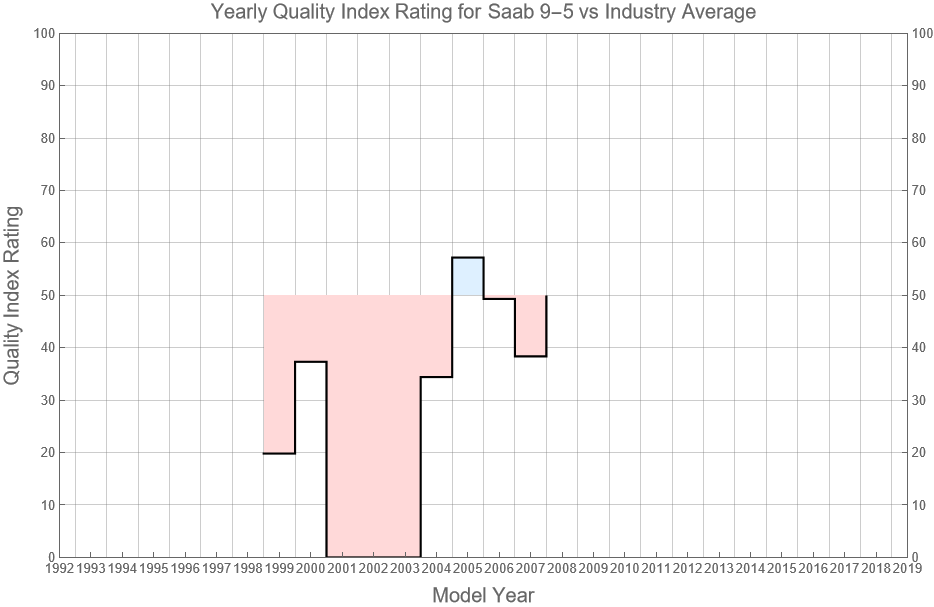 Yearly Quality Index Rating for Saab 9–5 vs Industry Average
100 100
90 90
80 80
70 70
60 60
50 50
40 40
30 30
20 20
10 10
0 0
Quality Index Rating
1992 1993 1994 1995 1996 1997 1998 1999 2000 2001 2002 2003 2004 2005 2006 2007 2008 2009 2010 2011 2012 2013 2014 2015 2016 2017 2018 2019
Model Year